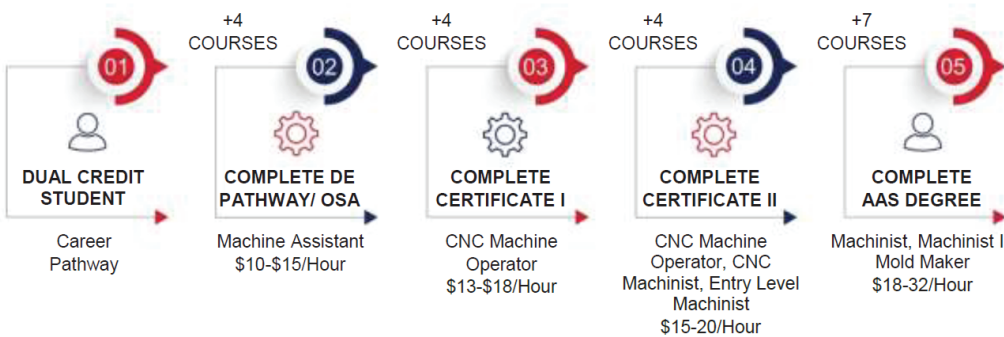 01
DUAL CREDIT
STUDENT
Career
Pathway
+4
COURSES
02
COMPLETE DE
PATHWAY/ OSA
Machine Assistant
$10-$15/Hour
+4
COURSES
03
COMPLETE
CERTIFICATE I
CNC Machine
Operator
$13-$18/Hour
+4
COURSES
04
COMPLETE
CERTIFICATE II
CNC Machine
Operator, CNC
Machinist, Entry Level
Machinist
$15-20/Hour
+7
COURSES
05
COMPLETE
AAS DEGREE
Machinist, Machinist I
Mold Maker
$18-32/Hour